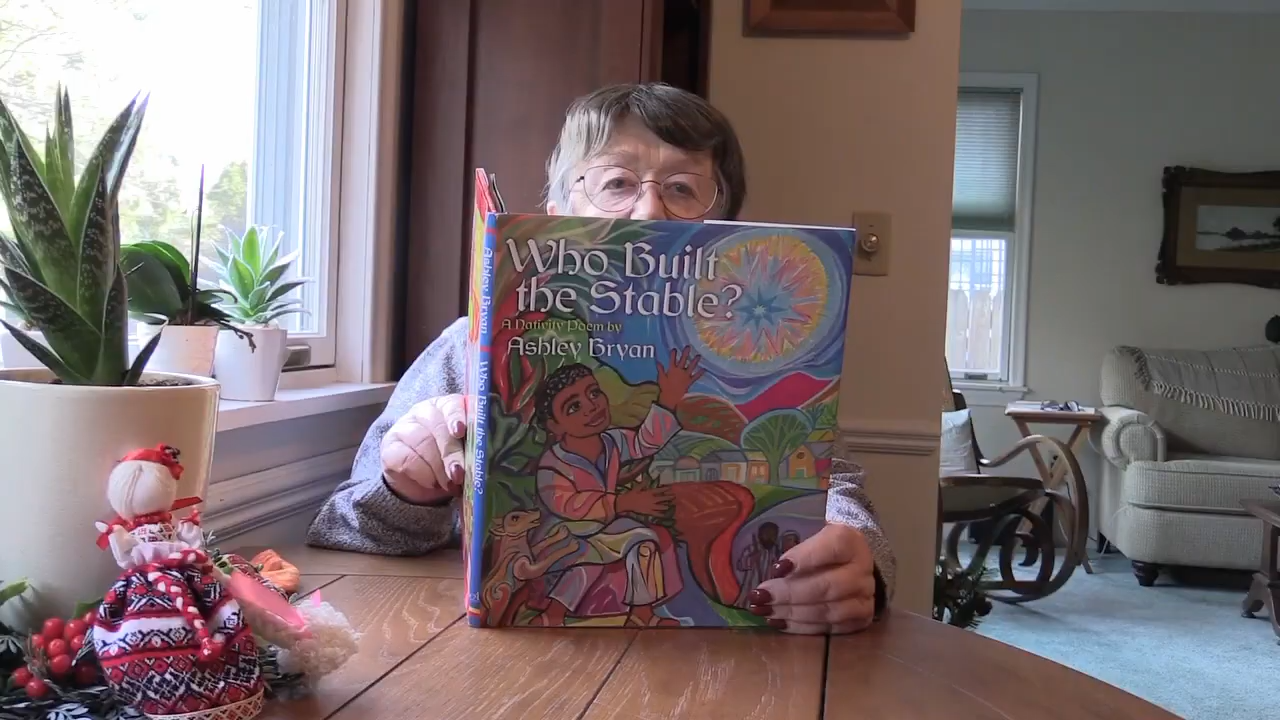 Who Built
the Stable?
A Nativity Poem by
Ashley Bryan
Ashley Bryan Who Built the Stable?